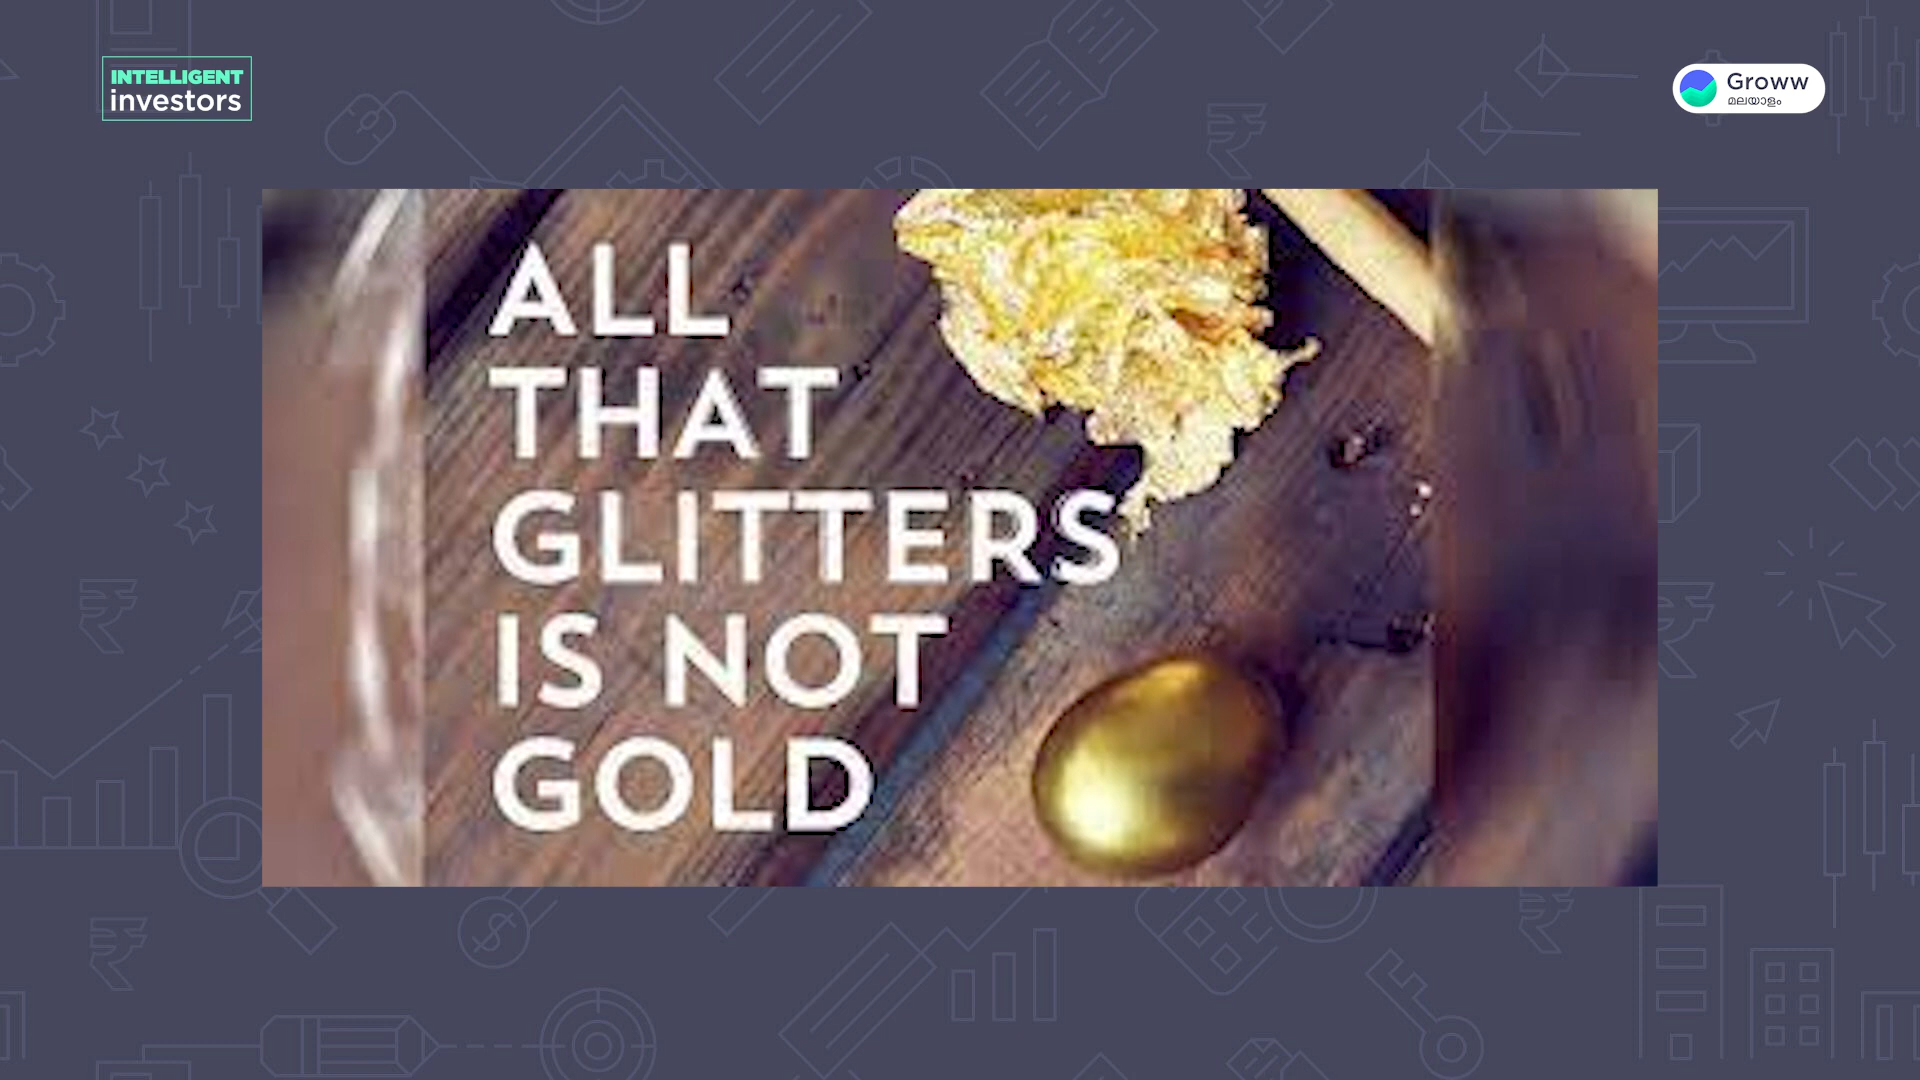 INTELLIGENT
investors
Groww
മലയാളം
ALL
THAT
GLITTERS
IS NOT
GOLD